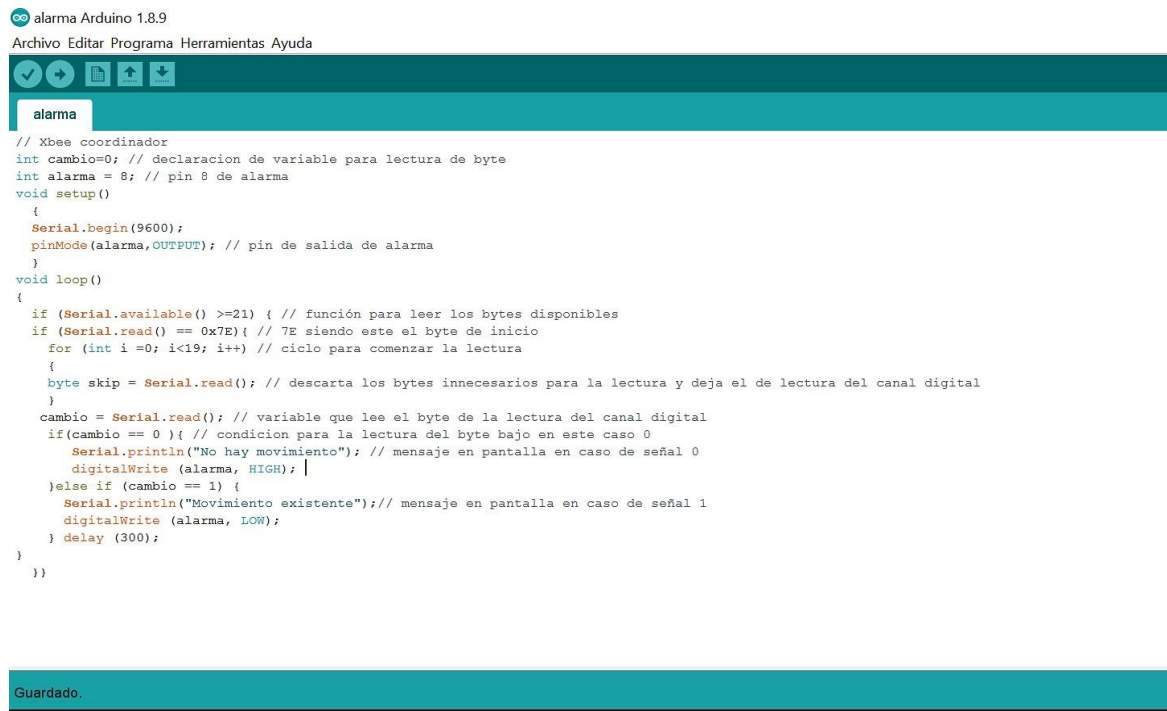 alarma Arduino 1.8.9
Archivo Editar Programa Herramientas Ayuda
alarma
// Xbee coordinador
int cambio=0; // declaracion de variable para lectura de byte
int alarma = 8; // pin 8 de alarma
void setup()
  {
  Serial.begin(9600);
  pinMode(alarma,OUTPUT); // pin de salida de alarma
  }
void loop()
{
  if (Serial.available() >=21) { // función para leer los bytes disponibles
  if (Serial.read() == 0x7E){ // 7E siendo este el byte de inicio
    for (int i =0; i<19; i++) // ciclo para comenzar la lectura
    {
    byte skip = Serial.read(); // descarta los bytes innecesarios para la lectura y deja el de lectura del canal digital
    }
   cambio = Serial.read(); // variable que lee el byte de la lectura del canal digital
    if(cambio == 0 ){ // condicion para la lectura del byte bajo en este caso 0
       Serial.println("No hay movimiento"); // mensaje en pantalla en caso de señal 0
       digitalWrite (alarma, HIGH);
    }else if (cambio == 1) {
      Serial.println("Movimiento existente");// mensaje en pantalla en caso de señal 1
      digitalWrite (alarma, LOW);
    } delay (300);
}
  }}
Guardado.